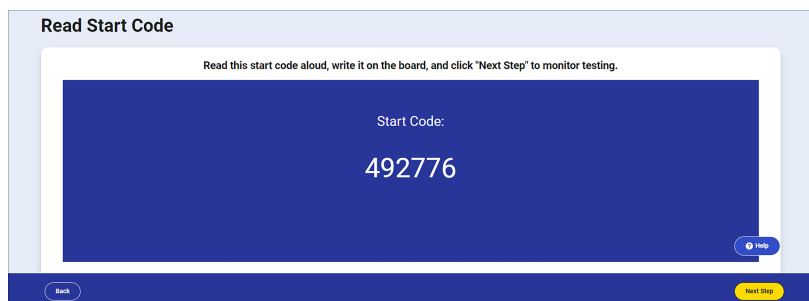 Read Start Code
Read this start code aloud, write it on the board, and click "Next Step" to monitor testing.
Start Code:
492776
Help
Back
Next Step